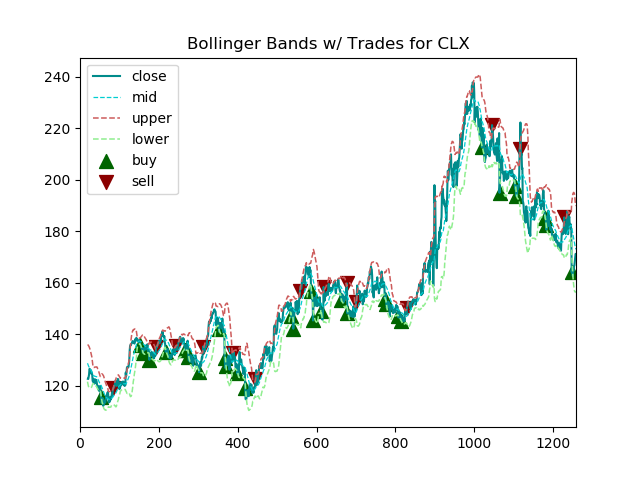 Bollinger Bands w/ Trades for CLX
close
mid
upper
lower
buy
sell
240
220
200
180
160
140
120
0 200 400 600 800 1000 1200